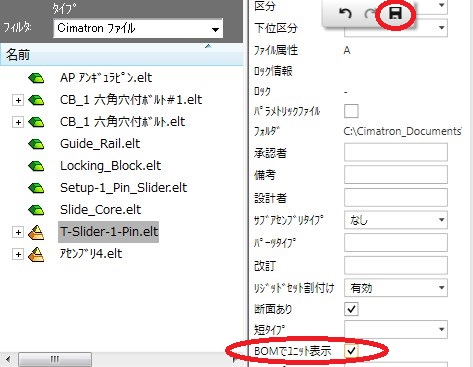 ﾀｲﾌﾟ
ﾌｨﾙﾀ:
Cimatron ﾌｧｲﾙ
名前
AP ｱﾝｷﾞｭﾗﾋﾟﾝ.elt
CB_1 六角穴付ﾎﾞﾙﾄ#1.elt
CB_1 六角穴付ﾎﾞﾙﾄ.elt
Guide_Rail.elt
Locking_Block.elt
Setup-1_Pin_Slider.elt
Slide_Core.elt
T-Slider-1-Pin.elt
ｱｾﾝﾌﾞﾘ4.elt
区分
下位区分
ﾌｧｲﾙ属性 A
ﾛｯｸ情報
ﾛｯｸ -
ﾊﾟﾗﾒﾄﾘｯｸﾌｧｲﾙ
ﾌｫﾙﾀﾞ C:\Cimatron_Documents
承認者
備考
設計者
ｻﾌﾞｱｾﾝﾌﾞﾘﾀｲﾌﾟ なし
ﾊﾟｰﾂﾀｲﾌﾟ
改訂
ﾘｼﾞｯﾄﾞｾｯﾄ割付け 有効
断面あり
短ﾀｲﾌﾟ
BOMでﾕﾆｯﾄ表示